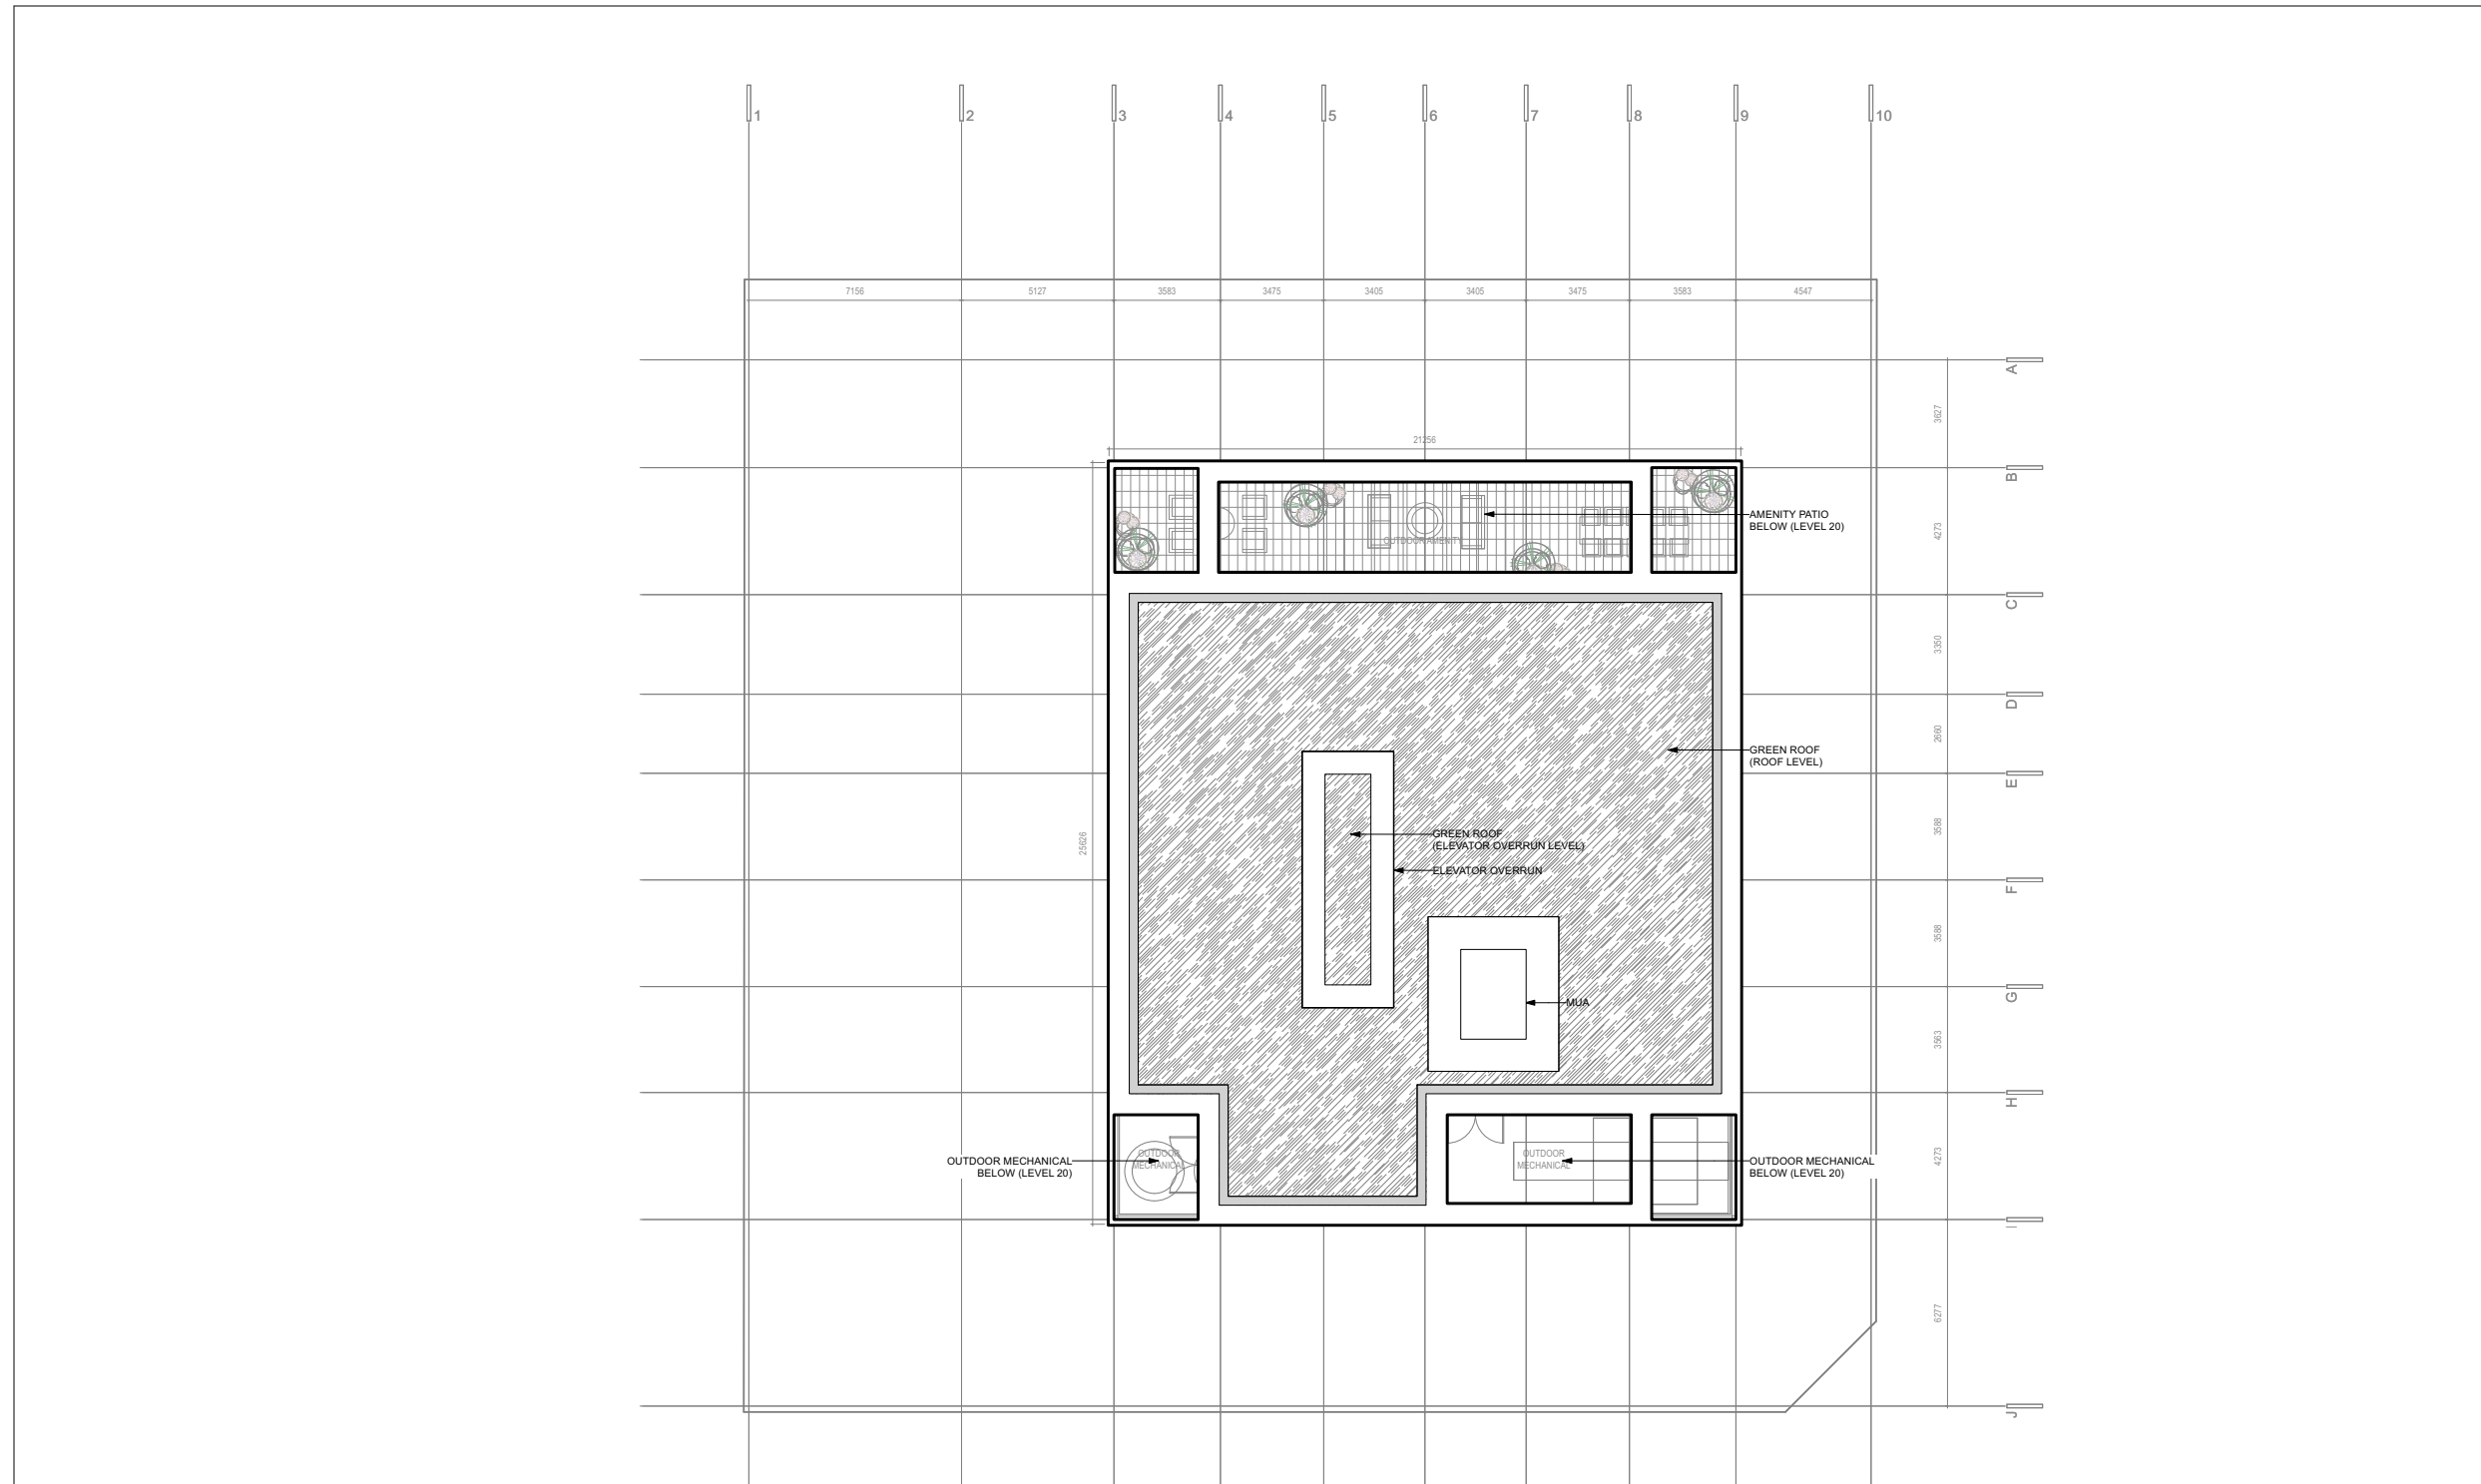 1 2 3 4 5 6 7 8 9 10
7156 5127 3583 3475 3405 3405 3475 3583 4547
A
3627
21256
B
AMENITY PATIO
BELOW (LEVEL 20)
4273
OUTDOOR AMENITY
C
3350
D
2660
GREEN ROOF
(ROOF LEVEL)
E
25626
GREEN ROOF
(ELEVATOR OVERRUN LEVEL)
3588
ELEVATOR OVERRUN
F
3588
G
MUA
3563
H
OUTDOOR MECHANICAL
BELOW (LEVEL 20)
OUTDOOR
MECHANICAL
OUTDOOR
MECHANICAL
OUTDOOR MECHANICAL
BELOW (LEVEL 20)
4273
I
6277
J